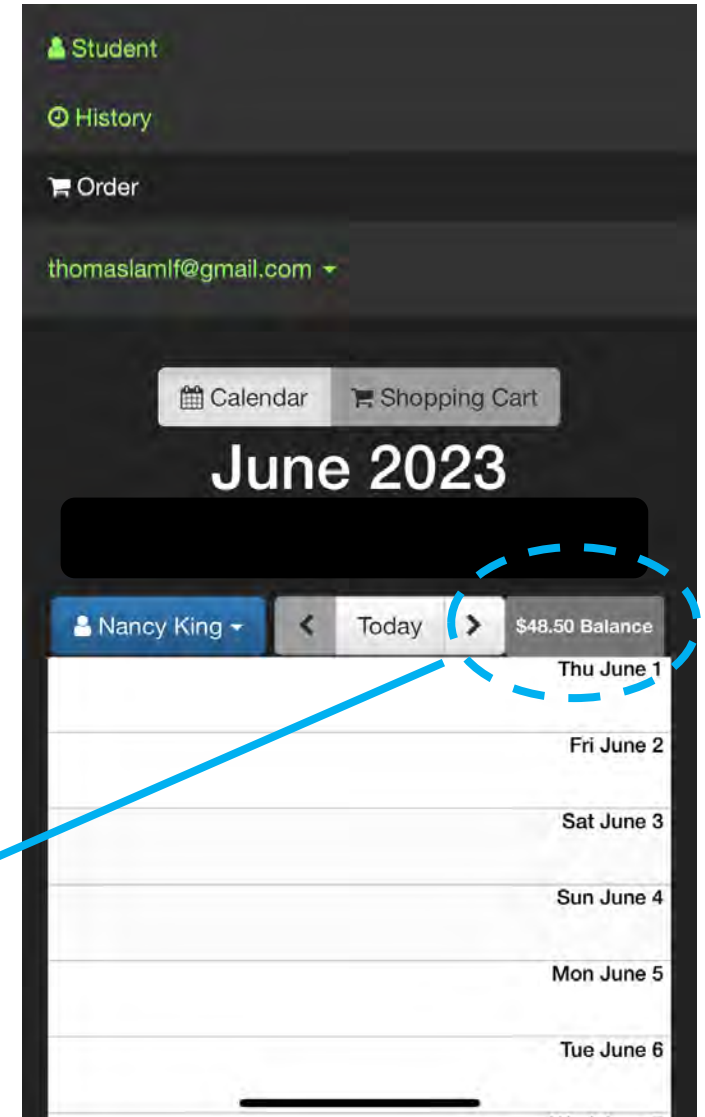 Student
History
Order
thomaslamlf@gmail.com
Calendar Shopping Cart
June 2023
Nancy King Today $48.50 Balance
Thu June 1
Fri June 2
Sat June 3
Sun June 4
Mon June 5
Tue June 6